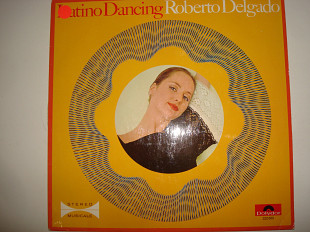 Latino Dancing Roberto Delgado
STEREO
Polydor